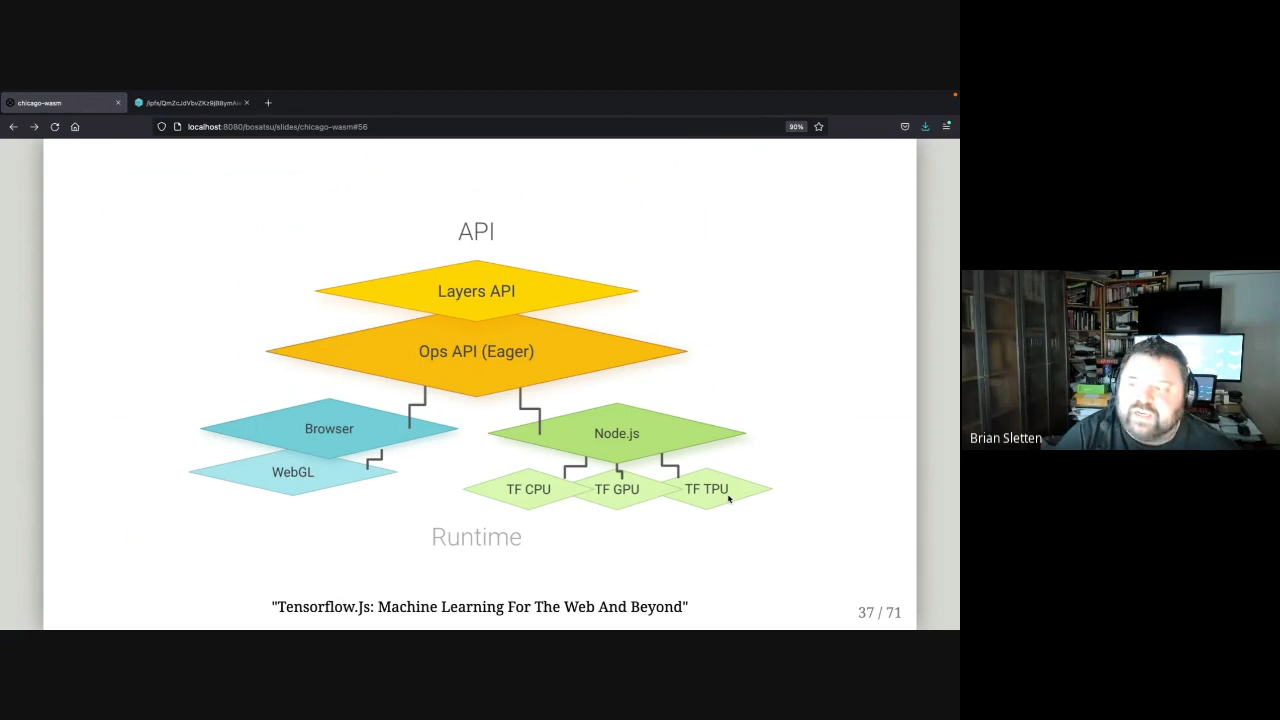 chicago-wasm
localhost:8080/bosatsu/slides/chicago-wasm#56
90%
API
Layers API
Ops API (Eager)
Browser
Node.js
WebGL
TF CPU
TF GPU
TF TPU
Runtime
"Tensorflow.Js: Machine Learning For The Web And Beyond"
37 / 71
Brian Sletten